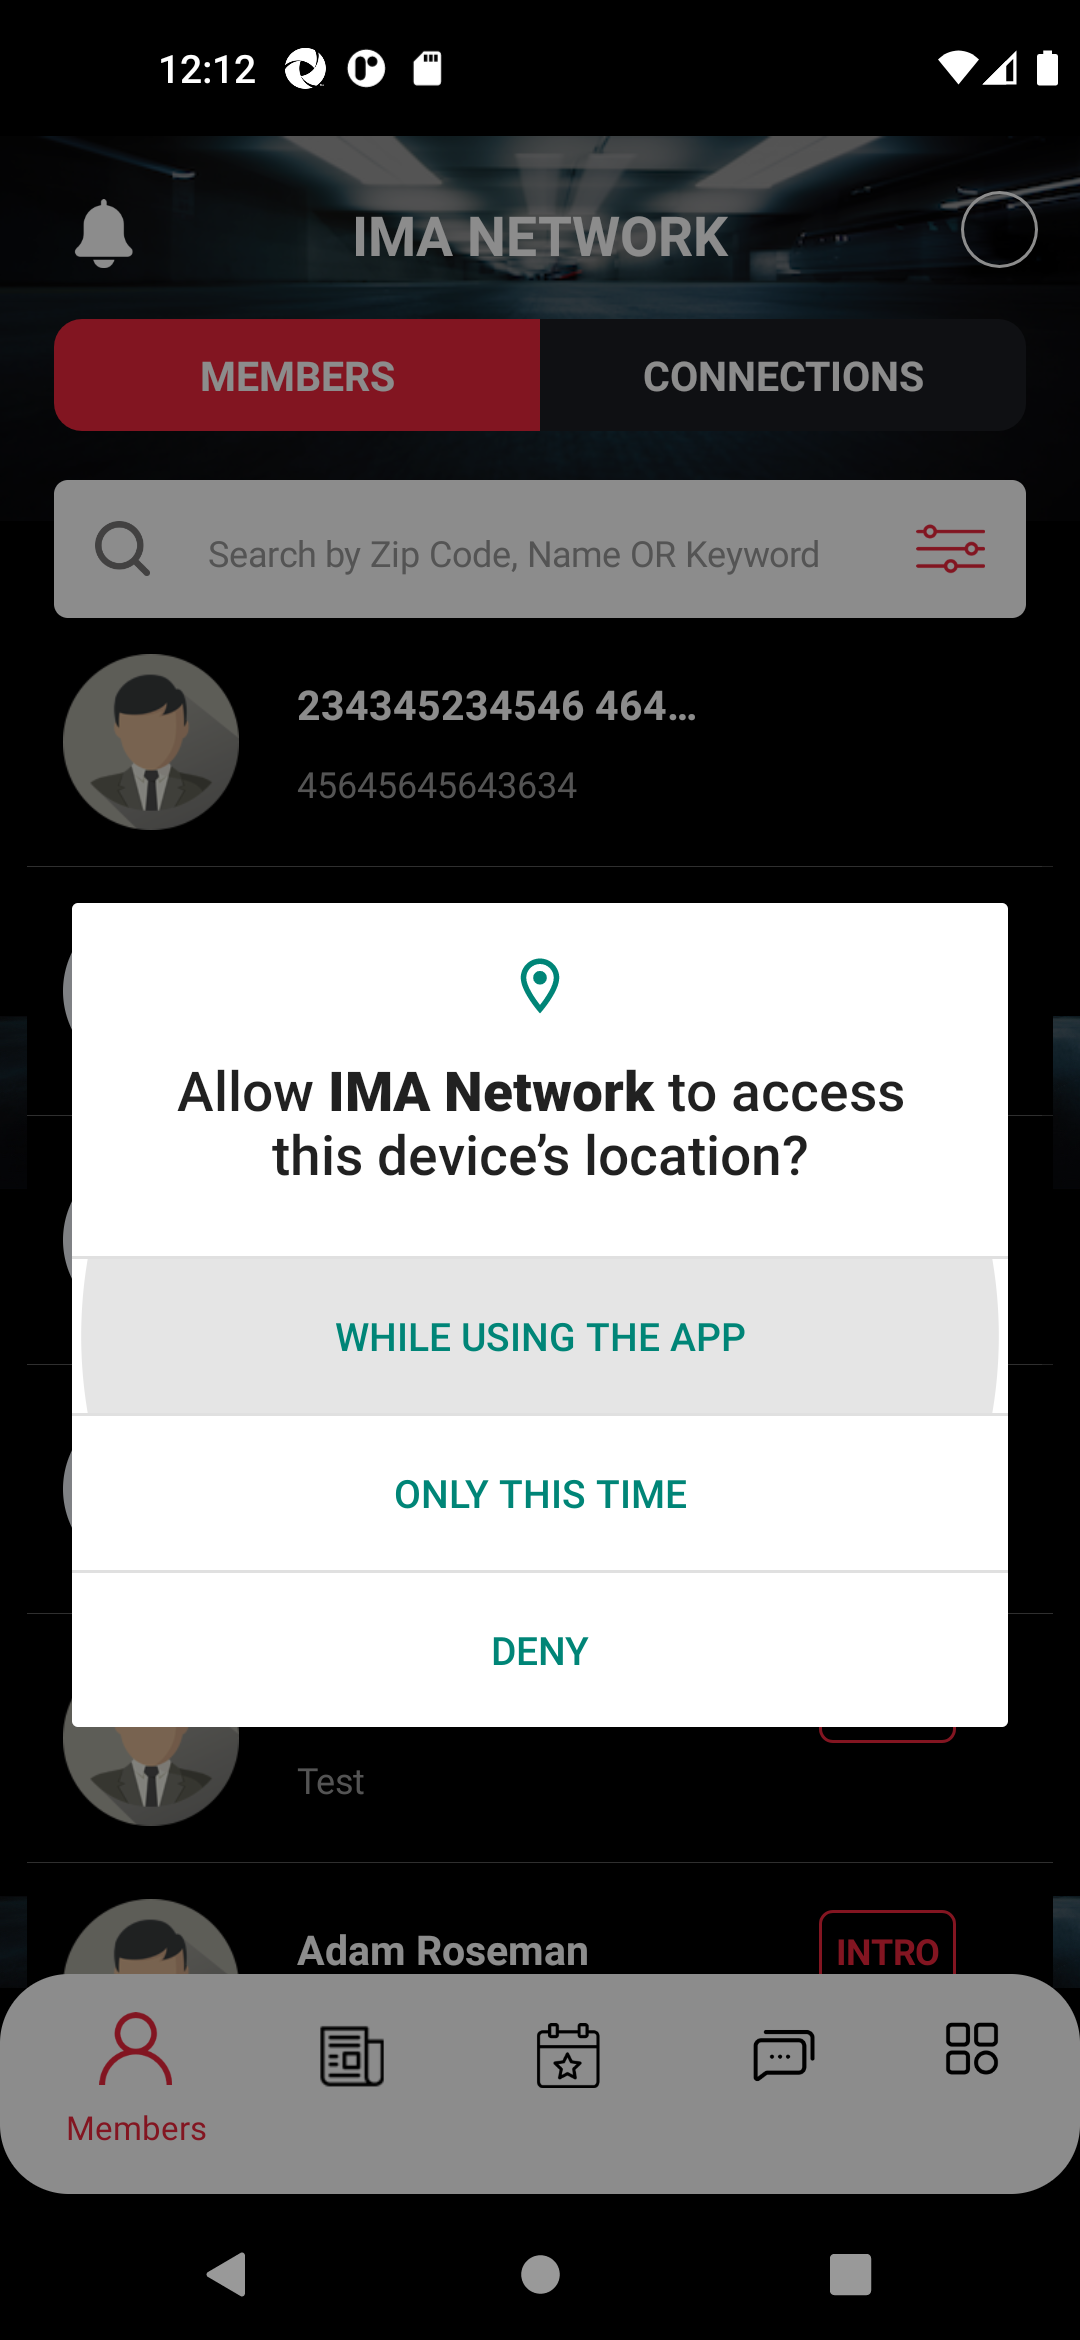 12:12
IMA NETWORK
MEMBERS
CONNECTIONS
Search by Zip Code, Name OR Keyword
234345234546 464...
45645645643634
Allow IMA Network to access
this device’s location?
WHILE USING THE APP
ONLY THIS TIME
DENY
Test
Adam Roseman
INTRO
Members